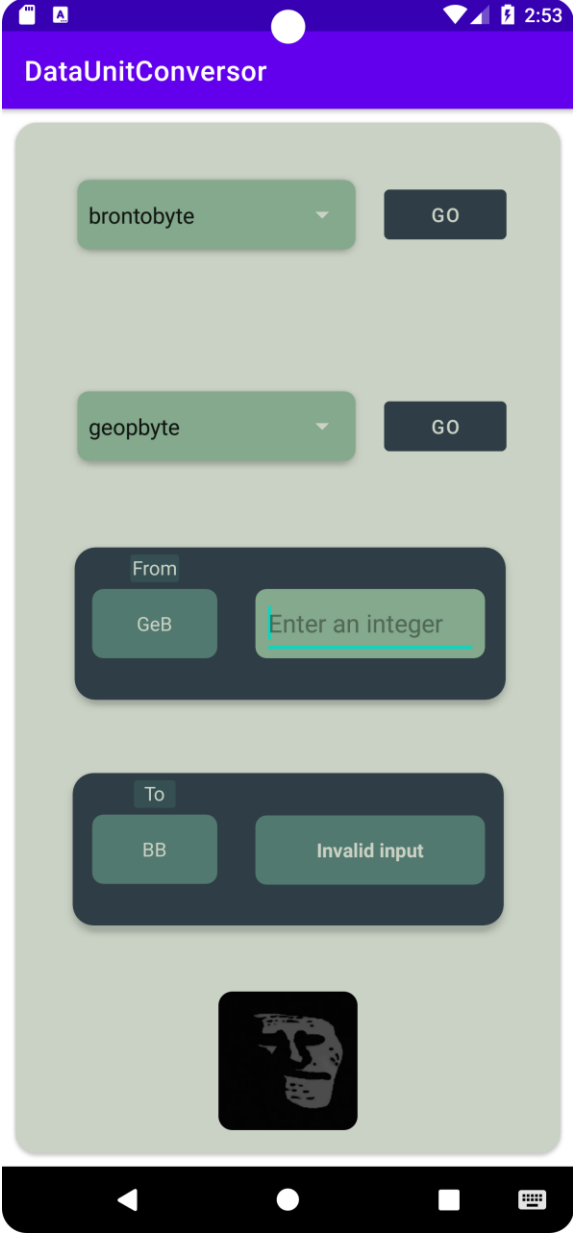 2:53
DataUnitConversor
brontobyte GO
geopbyte GO
From
GeB Enter an integer
To
BB Invalid input